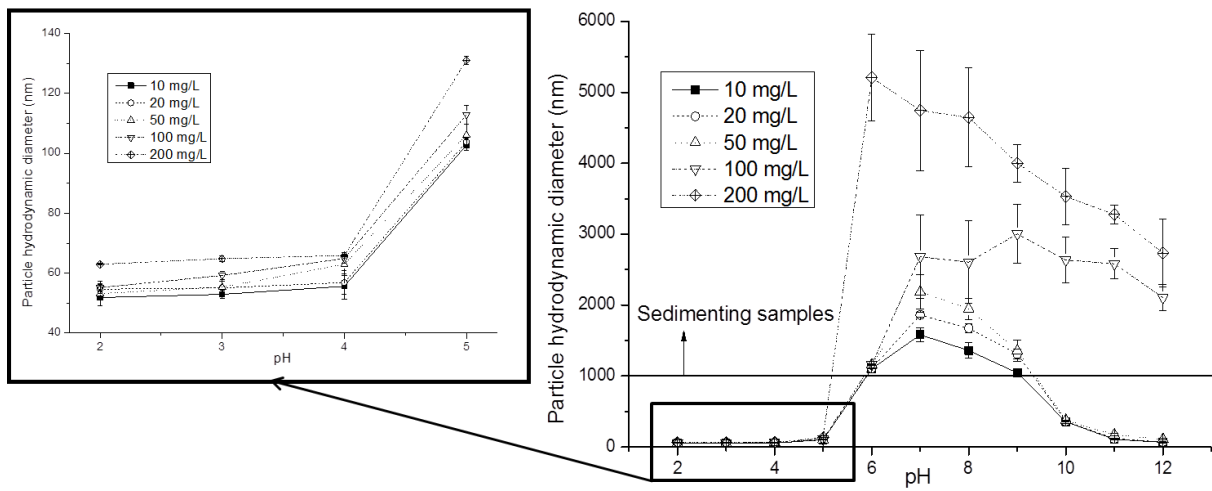 140
120
100
80
60
40
Particle hydrodynamic diameter (nm)
10 mg/L
20 mg/L
50 mg/L
100 mg/L
200 mg/L
2 3 4 5
pH
6000
5000
4000
3000
2000
1000
0
Particle hydrodynamic diameter (nm)
10 mg/L
20 mg/L
50 mg/L
100 mg/L
200 mg/L
Sedimenting samples
2 4 6 8 10 12
pH